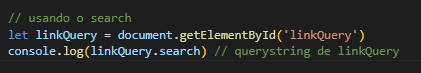 // usando o search
let linkQuery = document.getElementById('linkQuery')
console.log(linkQuery.search) // querystring de linkQuery